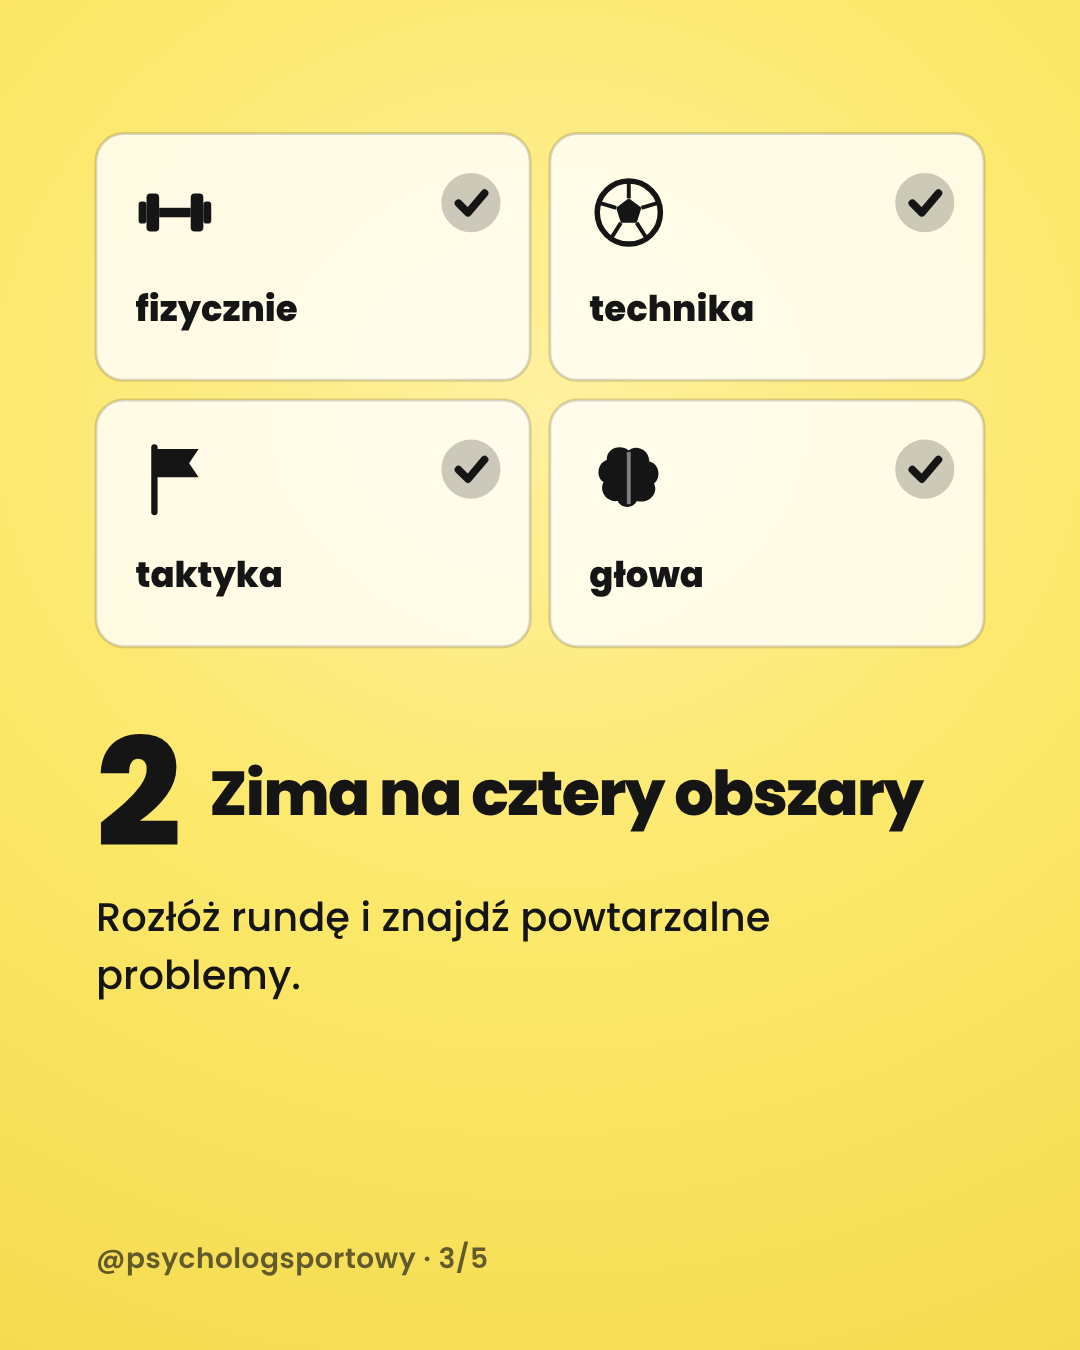 fizycznie
technika
taktyka
głowa
2 Zima na cztery obszary
Rozłóż rundę i znajdź powtarzalne
problemy.
@psychologsportowy · 3/5